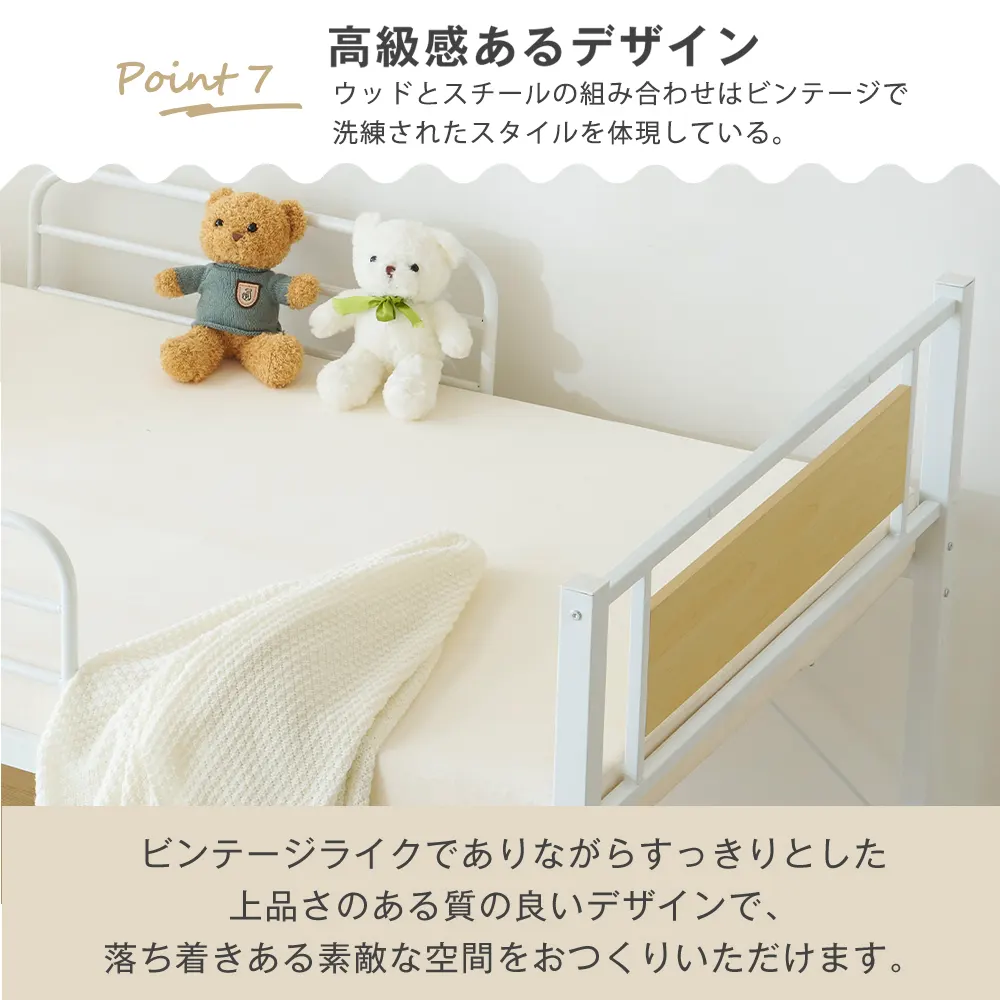 Point 7
高級感あるデザイン
ウッドとスチールの組み合わせはビンテージで
洗練されたスタイルを体現している。
ビンテージライクでありながらすっきりとした
上品さのある質の良いデザインで、
落ち着きある素敵な空間をおつくりいただけます。